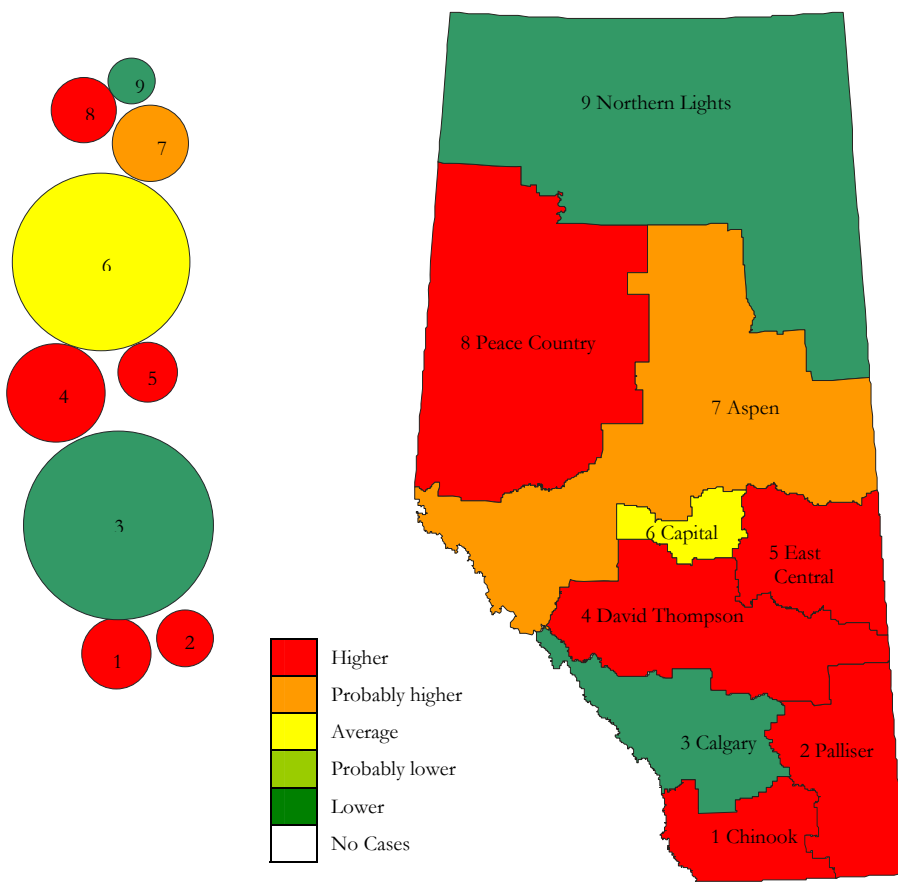 9
8
7
6
5
4
3
2
1
Higher
Probably higher
Average
Probably lower
Lower
No Cases
9 Northern Lights
8 Peace Country
7 Aspen
6 Capital
5 East
Central
4 David Thompson
3 Calgary
2 Palliser
1 Chinook